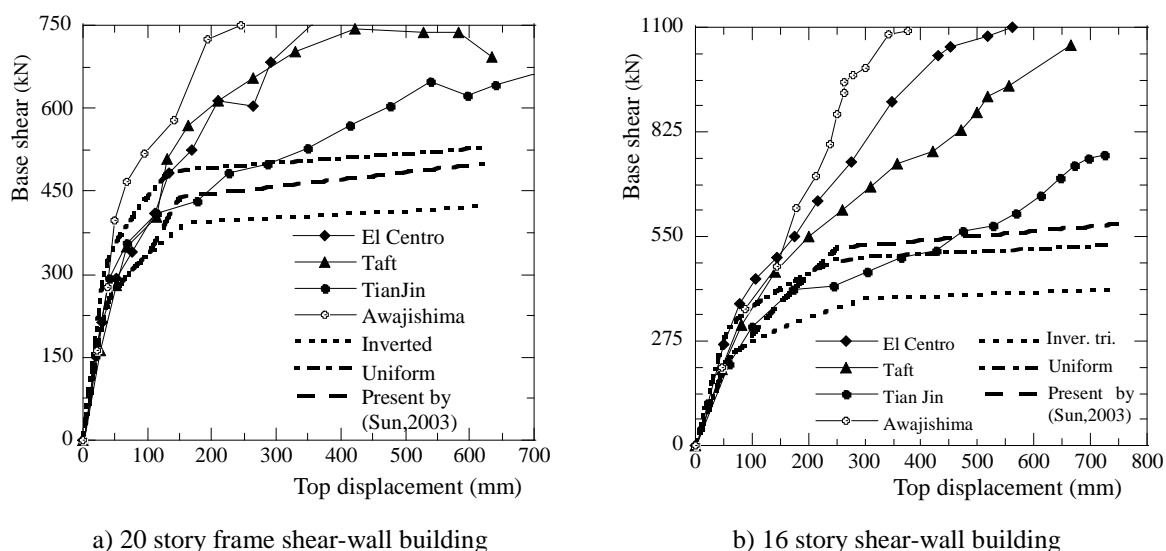 750
600
450
300
150
0
Base shear (kN)
El Centro
Taft
TianJin
Awajishima
Inverted
Uniform
Present by
(Sun,2003)
0 100 200 300 400 500 600 700
Top displacement (mm)
a) 20 story frame shear-wall building
1100
825
550
275
0
Base shear (kN)
El Centro
Taft
Tian Jin
Awajishima
Inver. tri.
Uniform
Present by
(Sun,2003)
0 100 200 300 400 500 600 700 800
Top displacement (mm)
b) 16 story shear-wall building